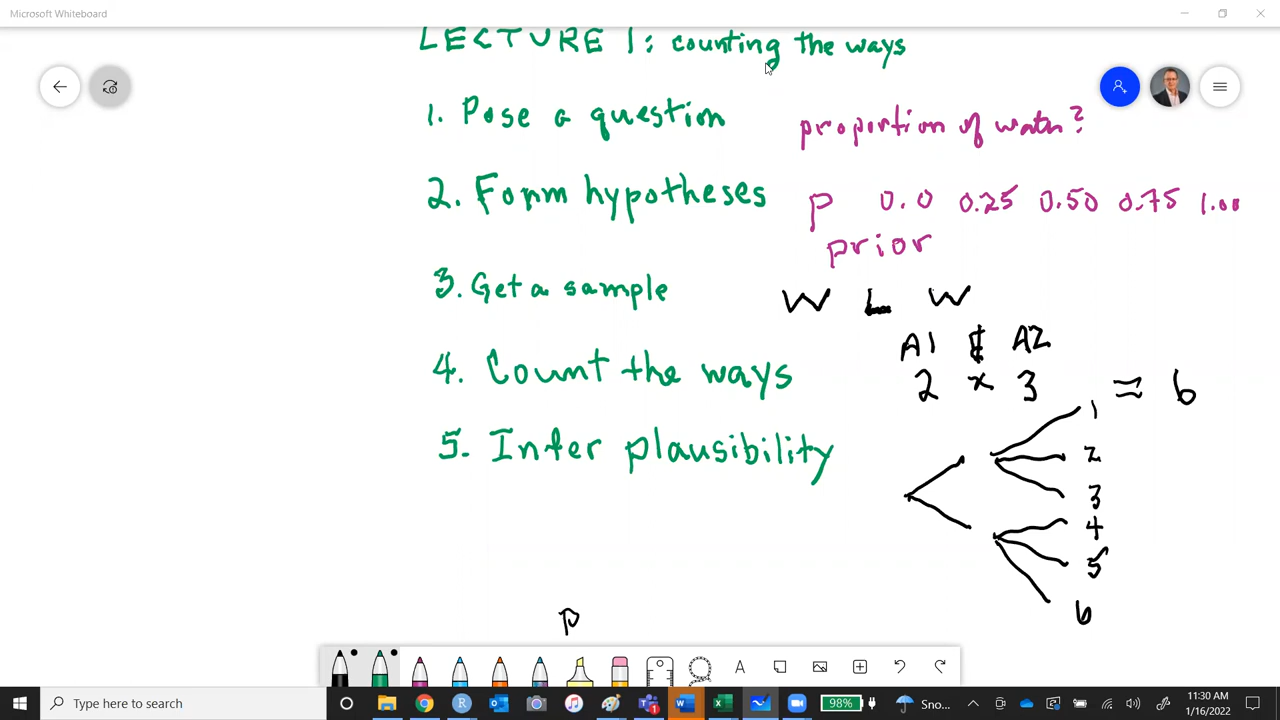 Microsoft Whiteboard
LECTURE 1: counting the ways
1. Pose a question
proportion of water?
2. Form hypotheses
p 0.0 0.25 0.50 0.75 1.00
prior
3. Get a sample
W L W
A1 & A2
4. Count the ways
2 x 3 = 6
1
5. Infer plausibility
2
3
4
5
6
p
A
Type here to search
98%
Sno...
11:30 AM
1/16/2022